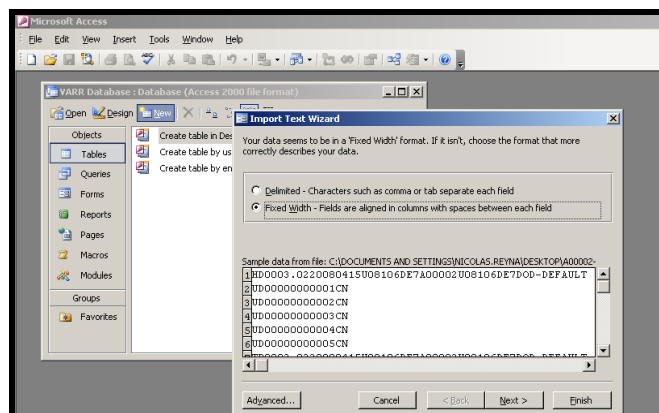 Microsoft Access
File Edit View Insert Tools Window Help
VARR Database : Database (Access 2000 file format)
Open Design New
Objects
Tables
Queries
Forms
Reports
Pages
Macros
Modules
Groups
Favorites
Create table in Des
Create table by us
Create table by en
Import Text Wizard
Your data seems to be in a 'Fixed Width' format. If it isn't, choose the format that more
correctly describes your data.
Delimited - Characters such as comma or tab separate each field
Fixed Width - Fields are aligned in columns with spaces between each field
Sample data from file: C:\DOCUMENTS AND SETTINGS\NICOLAS.REYNA\DESKTOP\A00002-
1 HD0003.0220080415U08106DE7A00002U08106DE7DOD-DEFAULT
2 UD00000000001CN
3 UD00000000002CN
4 UD00000000003CN
5 UD00000000004CN
6 UD00000000005CN
Advanced... Cancel < Back Next > Finish